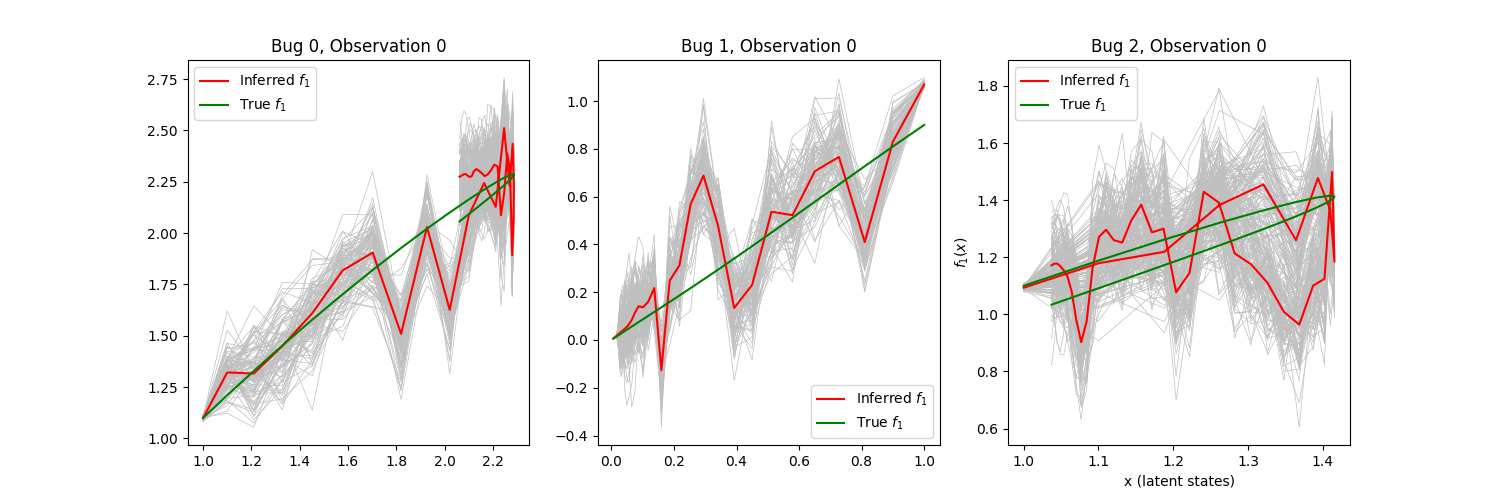 Bug 0, Observation 0
Inferred f₁
True f₁
2.75
2.50
2.25
2.00
1.75
1.50
1.25
1.00
1.0 1.2 1.4 1.6 1.8 2.0 2.2
Bug 1, Observation 0
1.0
0.8
0.6
0.4
0.2
0.0
−0.2
−0.4
Inferred f₁
True f₁
0.0 0.2 0.4 0.6 0.8 1.0
Bug 2, Observation 0
Inferred f₁
True f₁
f₁(x)
1.8
1.6
1.4
1.2
1.0
0.8
0.6
1.0 1.1 1.2 1.3 1.4
x (latent states)